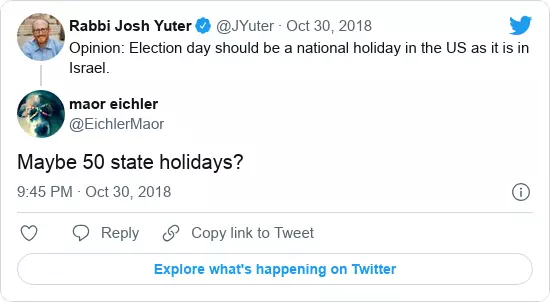 Rabbi Josh Yuter @JYuter · Oct 30, 2018
Opinion: Election day should be a national holiday in the US as it is in
Israel.
maor eichler
@EichlerMaor
Maybe 50 state holidays?
9:45 PM · Oct 30, 2018
Reply Copy link to Tweet
Explore what's happening on Twitter